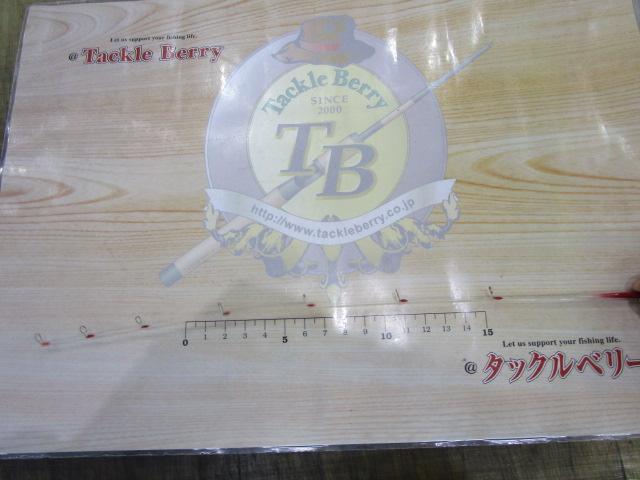 Let us support your fishing life.
@ Tackle Berry
Tackle Berry
SINCE
2000
TB
http://www.tackleberry.co.jp
0 1 2 3 4 5 6 7 8 9 10 11 12 13 14 15
Let us support your fishing life.
@ タックルベリー